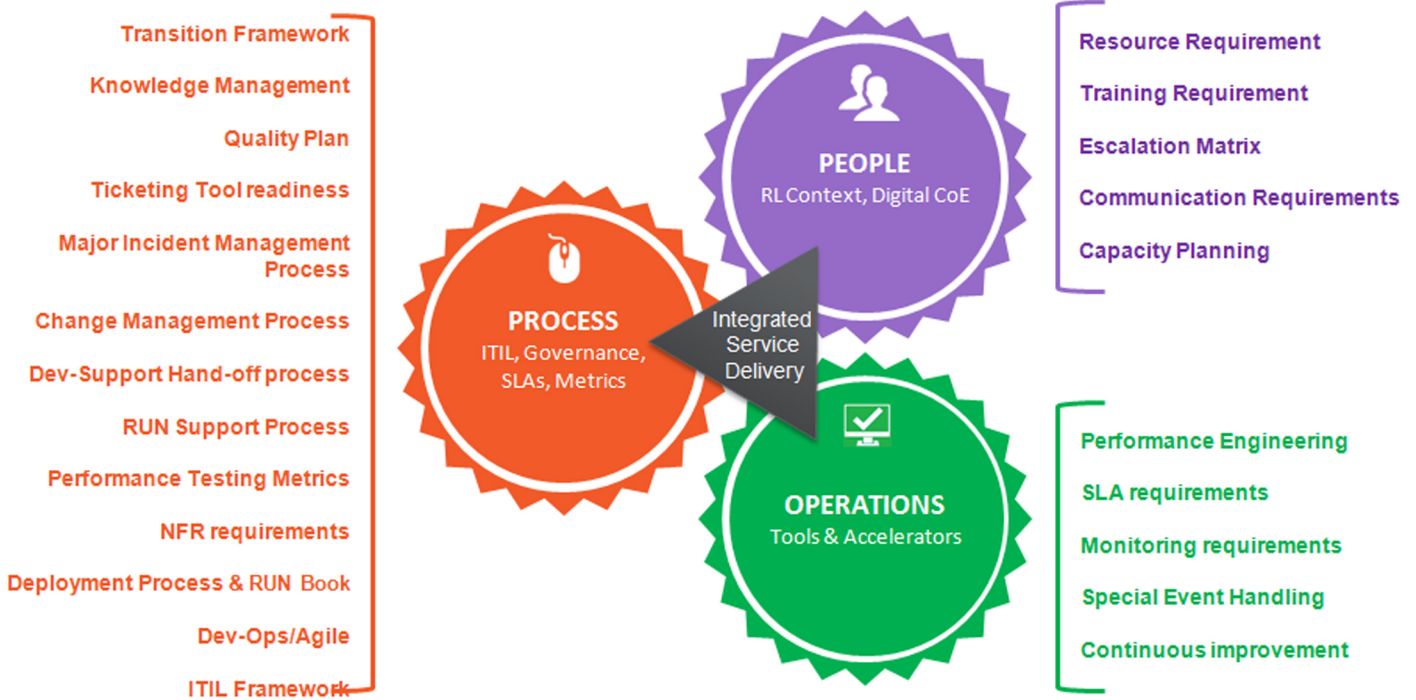 Transition Framework
Knowledge Management
Quality Plan
Ticketing Tool readiness
Major Incident Management
Process
Change Management Process
Dev-Support Hand-off process
RUN Support Process
Performance Testing Metrics
NFR requirements
Deployment Process & RUN Book
Dev-Ops/Agile
ITIL Framework
PROCESS
ITIL, Governance,
SLAs, Metrics
Integrated
Service
Delivery
PEOPLE
RL Context, Digital CoE
OPERATIONS
Tools & Accelerators
Resource Requirement
Training Requirement
Escalation Matrix
Communication Requirements
Capacity Planning
Performance Engineering
SLA requirements
Monitoring requirements
Special Event Handling
Continuous improvement